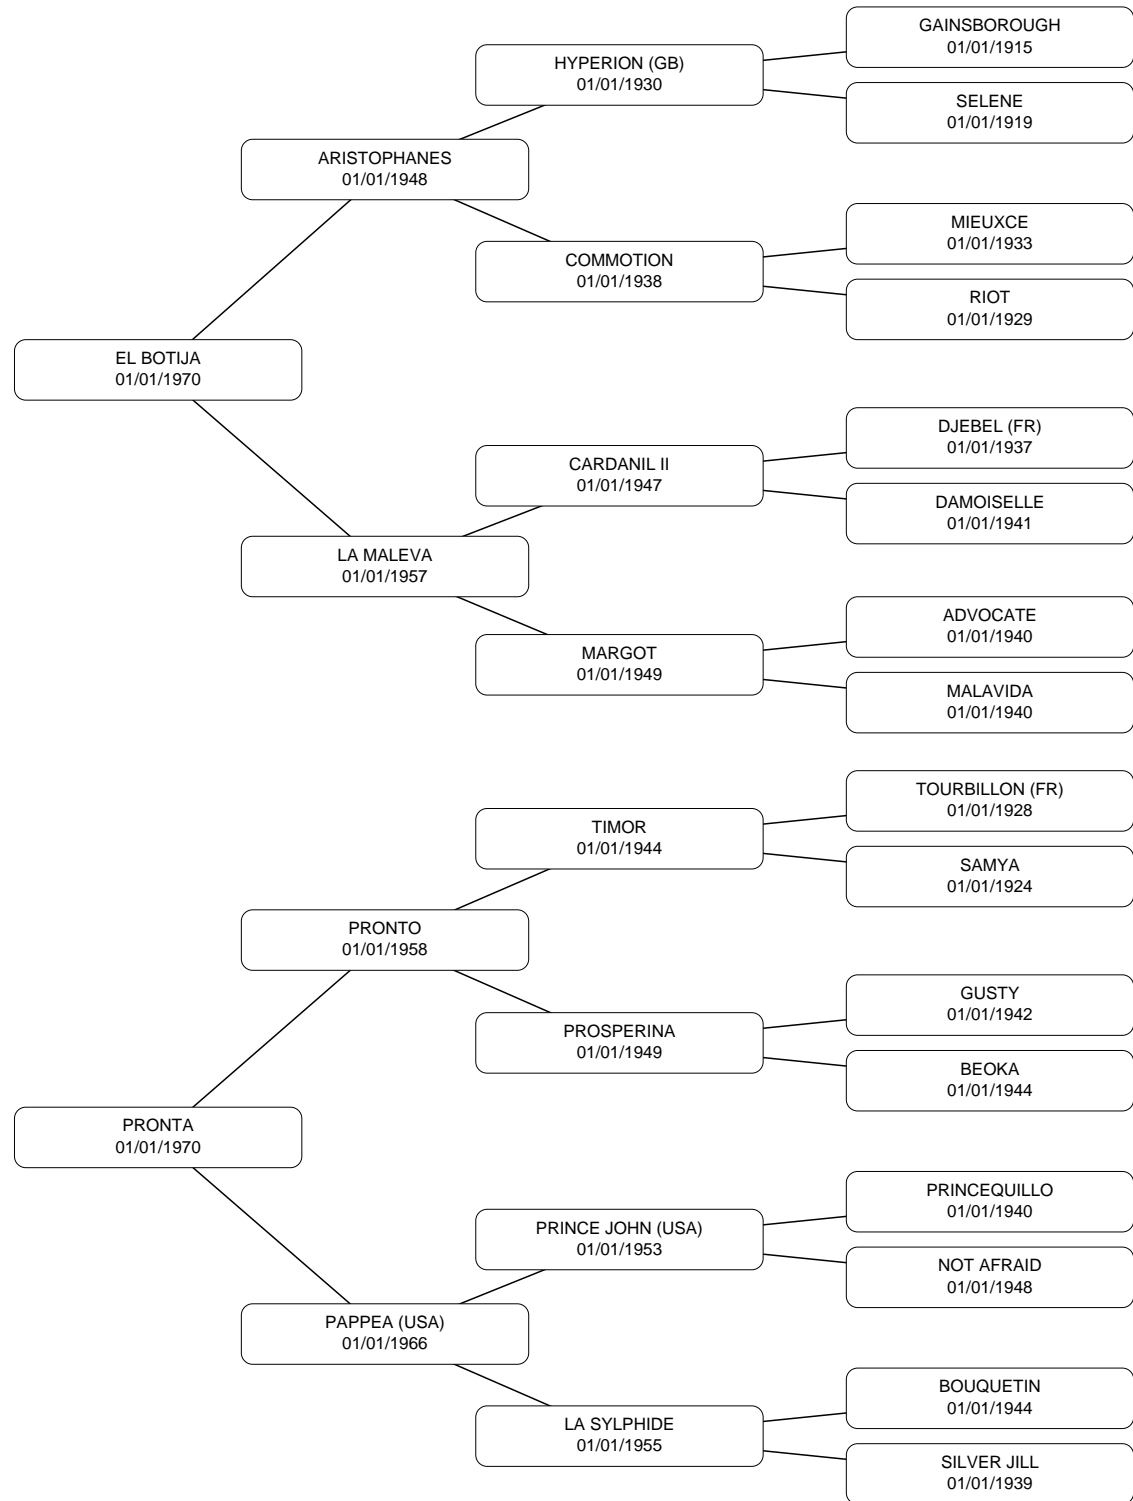 GAINSBOROUGH
01/01/1915
HYPERION (GB)
01/01/1930
SELENE
01/01/1919
ARISTOPHANES
01/01/1948
MIEUXCE
01/01/1933
COMMOTION
01/01/1938
RIOT
01/01/1929
EL BOTIJA
01/01/1970
DJEBEL (FR)
01/01/1937
CARDANIL II
01/01/1947
DAMOISELLE
01/01/1941
LA MALEVA
01/01/1957
ADVOCATE
01/01/1940
MARGOT
01/01/1949
MALAVIDA
01/01/1940
TOURBILLON (FR)
01/01/1928
TIMOR
01/01/1944
SAMYA
01/01/1924
PRONTO
01/01/1958
GUSTY
01/01/1942
PROSPERINA
01/01/1949
BEOKA
01/01/1944
PRONTA
01/01/1970
PRINCEQUILLO
01/01/1940
PRINCE JOHN (USA)
01/01/1953
NOT AFRAID
01/01/1948
PAPPEA (USA)
01/01/1966
BOUQUETIN
01/01/1944
LA SYLPHIDE
01/01/1955
SILVER JILL
01/01/1939